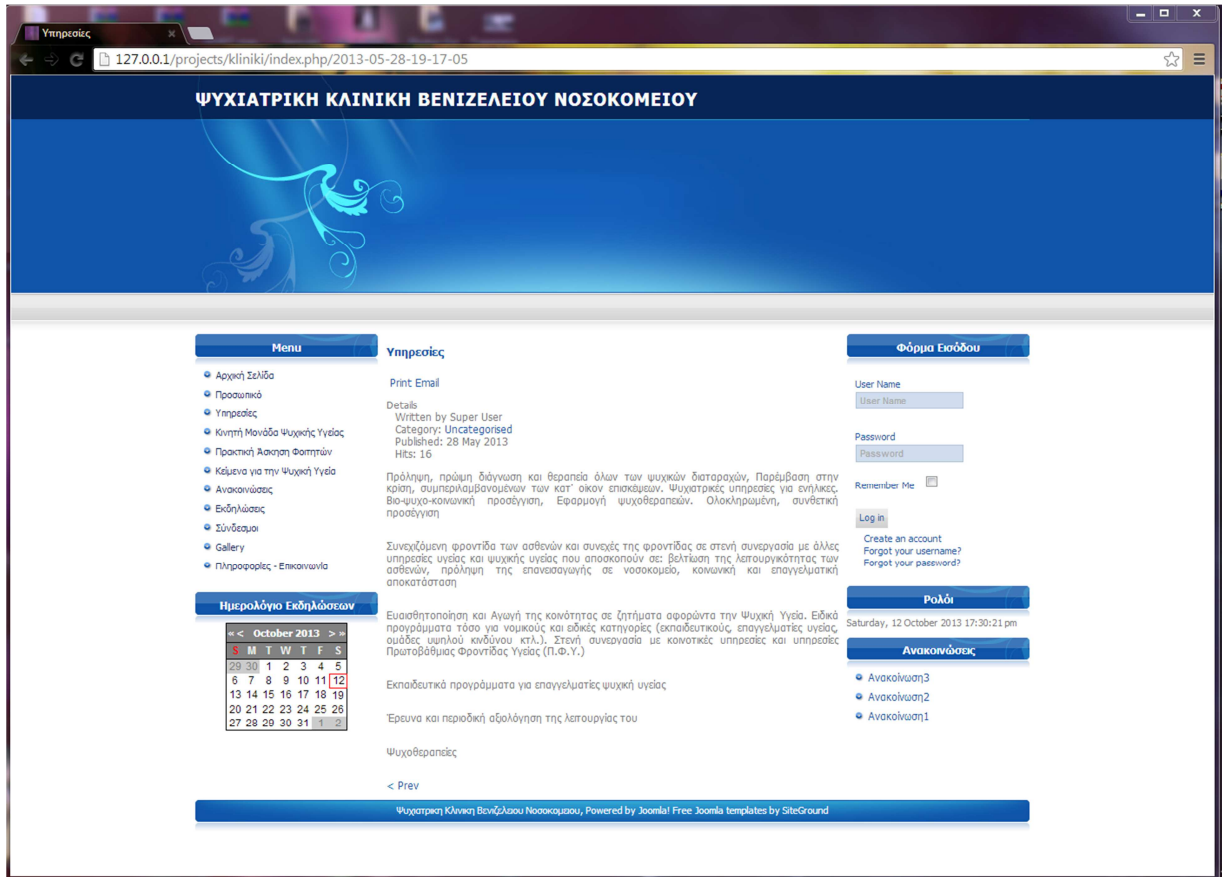 Υπηρεσίες
127.0.0.1/projects/kliniki/index.php/2013-05-28-19-17-05
ΨΥΧΙΑΤΡΙΚΗ ΚΛΙΝΙΚΗ ΒΕΝΙΖΕΛΕΙΟΥ ΝΟΣΟΚΟΜΕΙΟΥ
Menu
Αρχική Σελίδα
Προσωπικό
Υπηρεσίες
Κινητή Μονάδα Ψυχικής Υγείας
Πρακτική Άσκηση Φοιτητών
Κείμενα για την Ψυχική Υγεία
Ανακοινώσεις
Εκδηλώσεις
Σύνδεσμοι
Gallery
Πληροφορίες - Επικοινωνία
Ημερολόγιο Εκδηλώσεων
« < October 2013 > »
S M T W T F S
29 30 1 2 3 4 5
6 7 8 9 10 11 12
13 14 15 16 17 18 19
20 21 22 23 24 25 26
27 28 29 30 31 1 2
Υπηρεσίες
Print Email
Details
Written by Super User
Category: Uncategorised
Published: 28 May 2013
Hits: 16
Πρόληψη, πρώιμη διάγνωση και θεραπεία όλων των ψυχικών διαταραχών, Παρέμβαση στην
κρίση, συμπεριλαμβανομένων των κατ΄ οίκον επισκέψεων. Ψυχιατρικές υπηρεσίες για ενήλικες.
Βιο-ψυχο-κοινωνική προσέγγιση, Εφαρμογή ψυχοθεραπειών. Ολοκληρωμένη, συνθετική
προσέγγιση
Συνεχιζόμενη φροντίδα των ασθενών και συνεχές της φροντίδας σε στενή συνεργασία με άλλες
υπηρεσίες υγείας και ψυχικής υγείας που αποσκοπούν σε: βελτίωση της λειτουργικότητας των
ασθενών, πρόληψη της επανεισαγωγής σε νοσοκομείο, κοινωνική και επαγγελματική
αποκατάσταση
Ευαισθητοποίηση και Αγωγή της κοινότητας σε ζητήματα αφορώντα την Ψυχική Υγεία. Ειδικά
προγράμματα τόσο για νομικούς και ειδικές κατηγορίες (εκπαιδευτικούς, επαγγελματίες υγείας,
ομάδες υψηλού κινδύνου κτλ.). Στενή συνεργασία με κοινοτικές υπηρεσίες και υπηρεσίες
Πρωτοβάθμιας Φροντίδας Υγείας (Π.Φ.Υ.)
Εκπαιδευτικά προγράμματα για επαγγελματίες ψυχική υγείας
Έρευνα και περιοδική αξιολόγηση της λειτουργίας του
Ψυχοθεραπείες
< Prev
Φόρμα Εισόδου
User Name
User Name
Password
Password
Remember Me
Log in
Create an account
Forgot your username?
Forgot your password?
Ρολόι
Saturday, 12 October 2013 17:30:21 pm
Ανακοινώσεις
Ανακοίνωση3
Ανακοίνωση2
Ανακοίνωση1
Ψυχιατρικη Κλινικη Βενιζελειου Νοσοκομειου, Powered by Joomla! Free Joomla templates by SiteGround